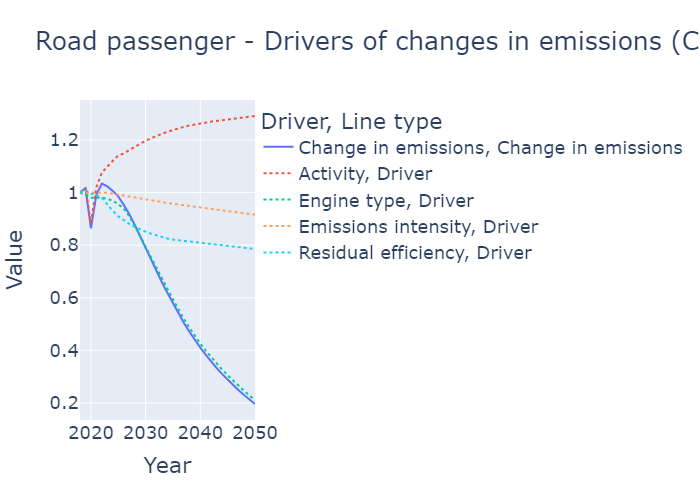 Road passenger - Drivers of changes in emissions (C
Driver, Line type
Change in emissions, Change in emissions
Activity, Driver
Engine type, Driver
Emissions intensity, Driver
Residual efficiency, Driver
1.2
1
0.8
0.6
0.4
0.2
Value
2020 2030 2040 2050
Year